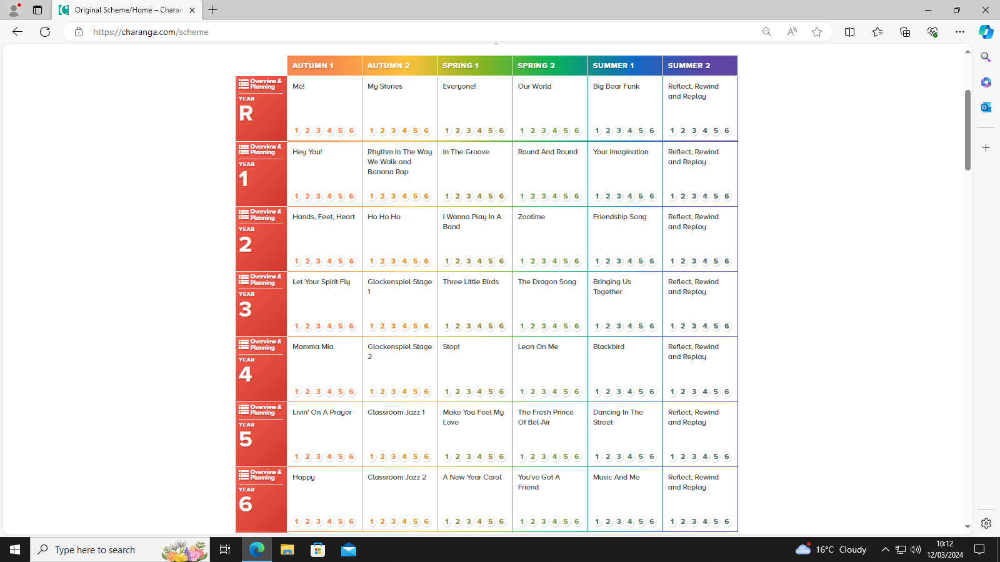 Original Scheme/Home – Charan
https://charanga.com/scheme
AUTUMN 1 AUTUMN 2 SPRING 1 SPRING 2 SUMMER 1 SUMMER 2
Overview &
Planning
YEAR
R
Me!
1 2 3 4 5 6
My Stories
1 2 3 4 5 6
Everyone!
1 2 3 4 5 6
Our World
1 2 3 4 5 6
Big Bear Funk
1 2 3 4 5 6
Reflect, Rewind
and Replay
1 2 3 4 5 6
Overview &
Planning
YEAR
1
Hey You!
1 2 3 4 5 6
Rhythm In The Way
We Walk and
Banana Rap
1 2 3 4 5 6
In The Groove
1 2 3 4 5 6
Round And Round
1 2 3 4 5 6
Your Imagination
1 2 3 4 5 6
Reflect, Rewind
and Replay
1 2 3 4 5 6
Overview &
Planning
YEAR
2
Hands, Feet, Heart
1 2 3 4 5 6
Ho Ho Ho
1 2 3 4 5 6
I Wanna Play In A
Band
1 2 3 4 5 6
Zootime
1 2 3 4 5 6
Friendship Song
1 2 3 4 5 6
Reflect, Rewind
and Replay
1 2 3 4 5 6
Overview &
Planning
YEAR
3
Let Your Spirit Fly
1 2 3 4 5 6
Glockenspiel Stage
1
1 2 3 4 5 6
Three Little Birds
1 2 3 4 5 6
The Dragon Song
1 2 3 4 5 6
Bringing Us
Together
1 2 3 4 5 6
Reflect, Rewind
and Replay
1 2 3 4 5 6
Overview &
Planning
YEAR
4
Mamma Mia
1 2 3 4 5 6
Glockenspiel Stage
2
1 2 3 4 5 6
Stop!
1 2 3 4 5 6
Lean On Me
1 2 3 4 5 6
Blackbird
1 2 3 4 5 6
Reflect, Rewind
and Replay
1 2 3 4 5 6
Overview &
Planning
YEAR
5
Livin' On A Prayer
1 2 3 4 5 6
Classroom Jazz 1
1 2 3 4 5 6
Make You Feel My
Love
1 2 3 4 5 6
The Fresh Prince
Of Bel-Air
1 2 3 4 5 6
Dancing In The
Street
1 2 3 4 5 6
Reflect, Rewind
and Replay
1 2 3 4 5 6
Overview &
Planning
YEAR
6
Happy
1 2 3 4 5 6
Classroom Jazz 2
1 2 3 4 5 6
A New Year Carol
1 2 3 4 5 6
You've Got A
Friend
1 2 3 4 5 6
Music And Me
1 2 3 4 5 6
Reflect, Rewind
and Replay
1 2 3 4 5 6
Type here to search
16°C Cloudy
10:12
12/03/2024